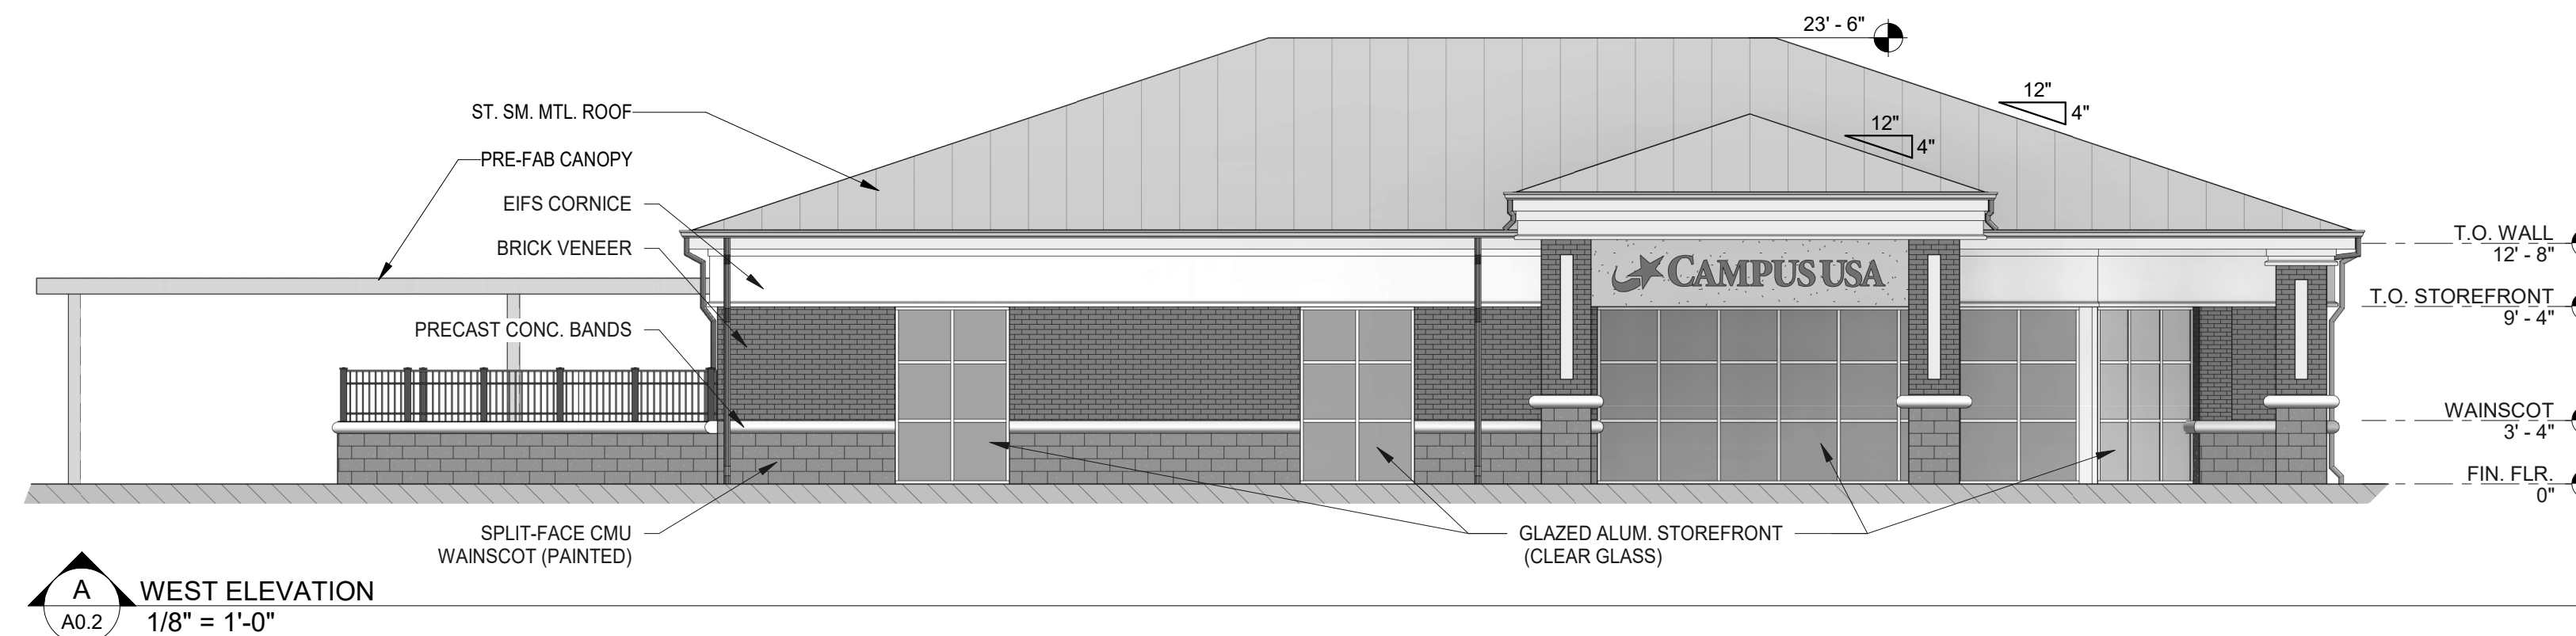 23' - 6"
12"
4"
12"
4"
ST. SM. MTL. ROOF
PRE-FAB CANOPY
EIFS CORNICE
BRICK VENEER
PRECAST CONC. BANDS
CAMPUS USA
T.O. WALL
12' - 8"
T.O. STOREFRONT
9' - 4"
WAINSCOT
3' - 4"
FIN. FLR.
0"
SPLIT-FACE CMU
WAINSCOT (PAINTED)
GLAZED ALUM. STOREFRONT
(CLEAR GLASS)
A
A0.2
WEST ELEVATION
1/8" = 1'-0"